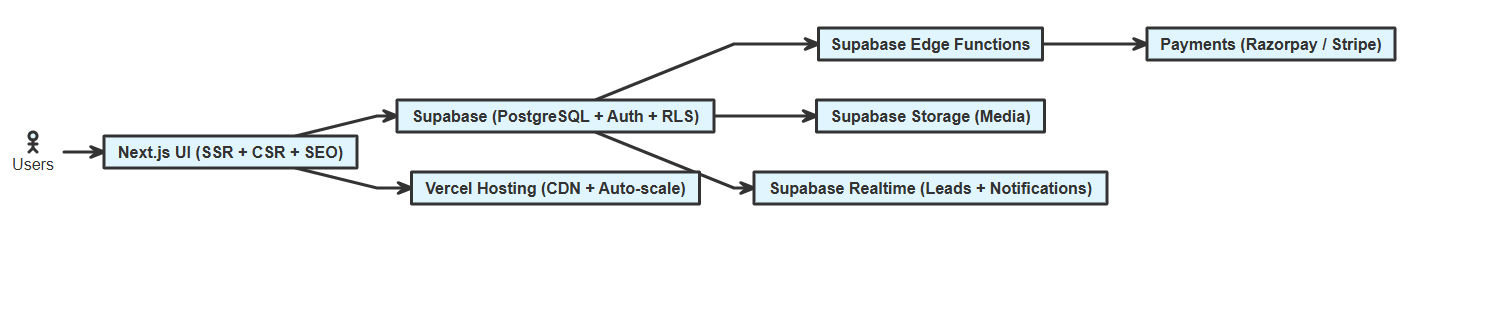 Users
Next.js UI (SSR + CSR + SEO)
Supabase (PostgreSQL + Auth + RLS)
Vercel Hosting (CDN + Auto-scale)
Supabase Edge Functions
Supabase Storage (Media)
Supabase Realtime (Leads + Notifications)
Payments (Razorpay / Stripe)